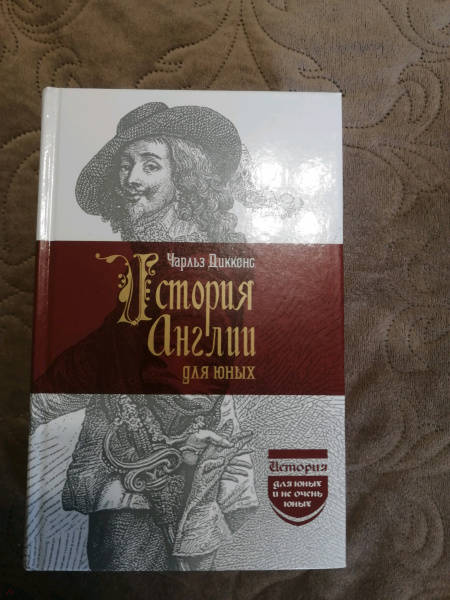 Чарльз Диккенс
История
Англии
для юных
История
для юных
и не очень
юных